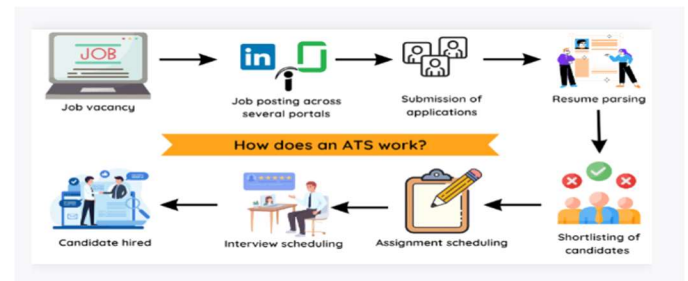 JOB
in
Job vacancy
Job posting across
several portals
Submission of
applications
Resume parsing
How does an ATS work?
Shortlisting of
candidates
Assignment scheduling
Interview scheduling
Candidate hired